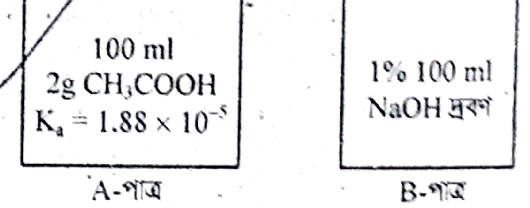 100 ml
2g CH₃COOH
Kₐ = 1.88 × 10⁻⁵
A-পাত্র
1% 100 ml
NaOH দ্রবণ
B-পাত্র